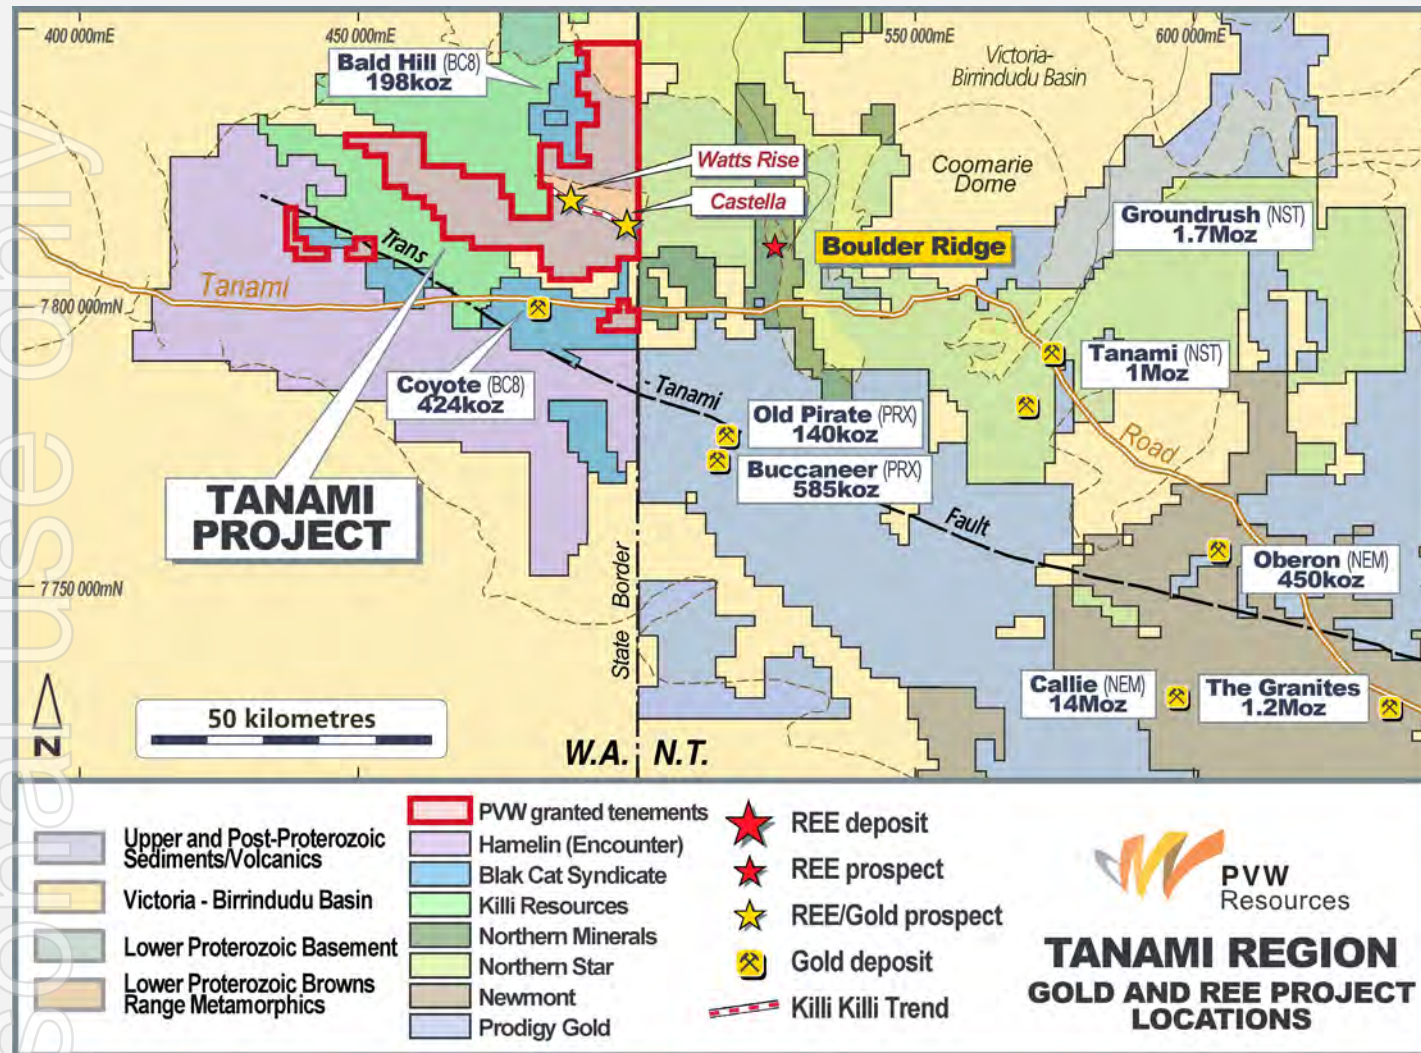 400 000mE
450 000mE
550 000mE
600 000mE
Bald Hill (BC8)
198koz
Victoria-
Birrindudu Basin
Watts Rise
Castella
Coomarie
Dome
Groundrush (NST)
1.7Moz
Boulder Ridge
Trans
Tanami
7 800 000mN
Tanami (NST)
1Moz
Coyote (BC8)
424koz
- Tanami
Old Pirate (PRX)
140koz
Road
Buccaneer (PRX)
585koz
TANAMI
PROJECT
Fault
Oberon (NEM)
450koz
7 750 000mN
State Border
Callie (NEM)
14Moz
The Granites
1.2Moz
50 kilometres
N
W.A.
N.T.
Upper and Post-Proterozoic
Sediments/Volcanics
Victoria - Birrindudu Basin
Lower Proterozoic Basement
Lower Proterozoic Browns
Range Metamorphics
PVW granted tenements
Hamelin (Encounter)
Blak Cat Syndicate
Killi Resources
Northern Minerals
Northern Star
Newmont
Prodigy Gold
REE deposit
REE prospect
REE/Gold prospect
Gold deposit
Killi Killi Trend
PVW
Resources
TANAMI REGION
GOLD AND REE PROJECT
LOCATIONS
sonal use only